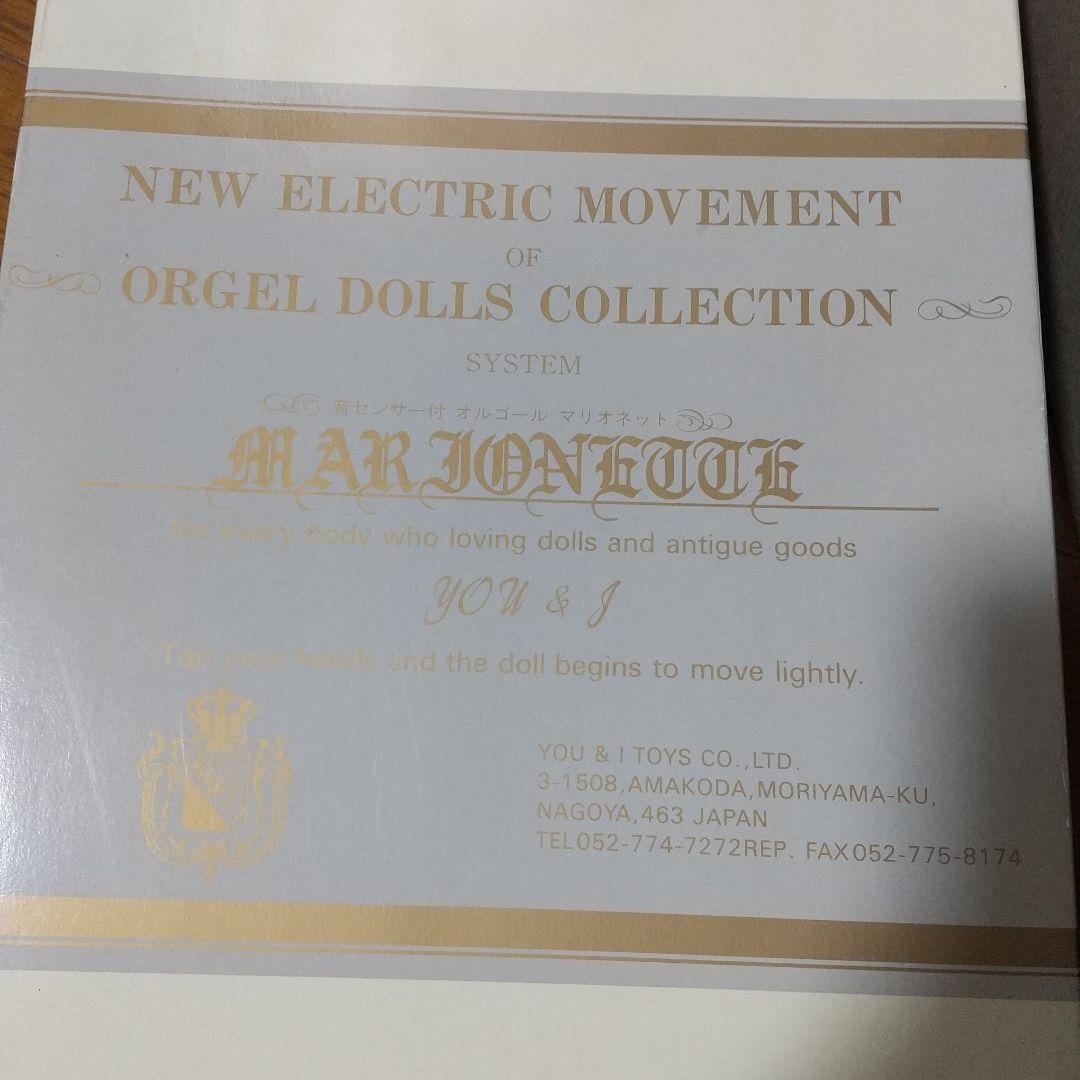 NEW ELECTRIC MOVEMENT
OF
ORGEL DOLLS COLLECTION
SYSTEM
音センサー付 オルゴール マリオネット
MARIONETTE
for every body who loving dolls and antigue goods
YOU & I
Tap your hands and the doll begins to move lightly.
YOU & I TOYS CO.,LTD.
3-1508,AMAKODA,MORIYAMA-KU,
NAGOYA,463 JAPAN
TEL052-774-7272REP. FAX052-775-8174